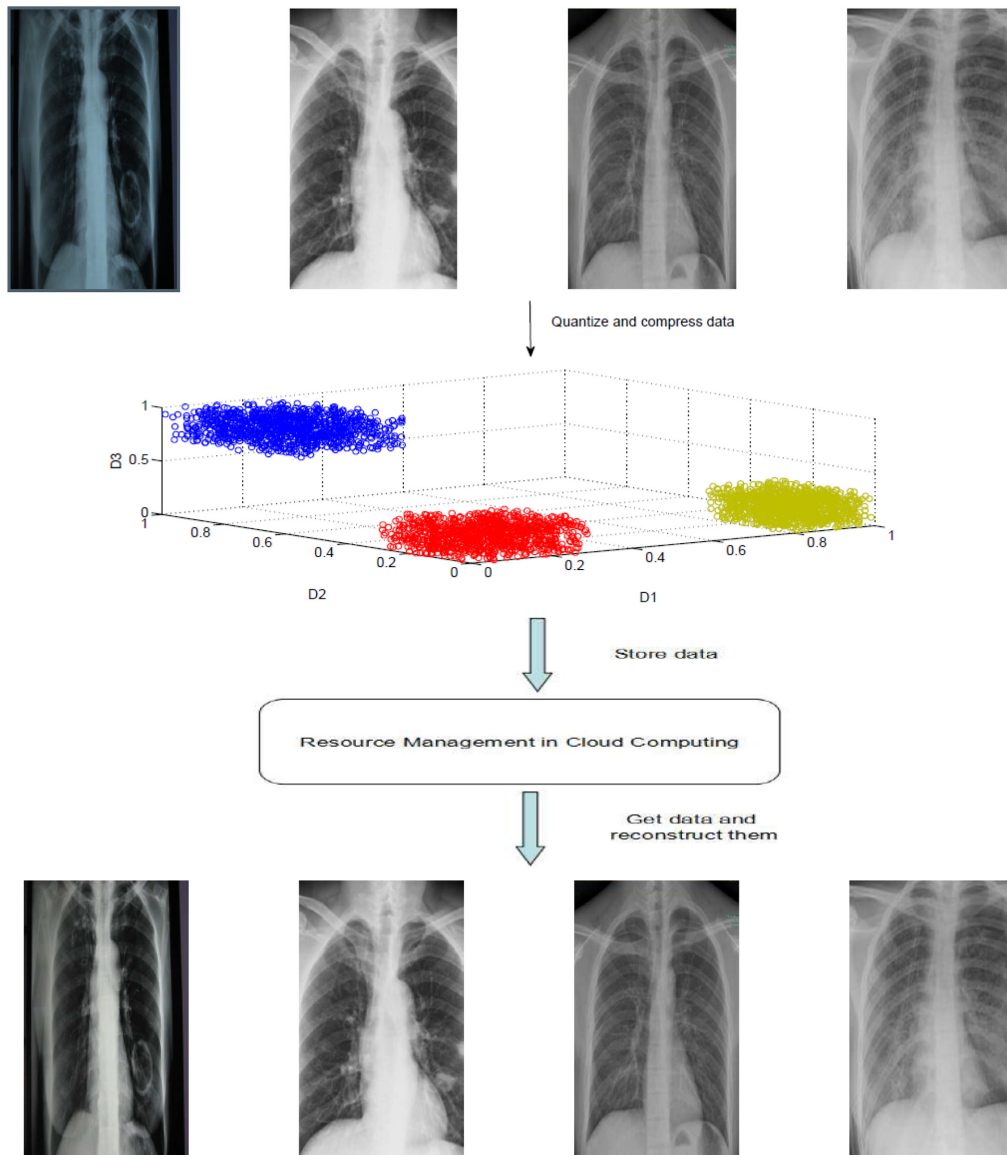 Quantize and compress data
1
0.5
0
D3
1
0.8
0.6
0.4
0.2
0
D2
0
0.2
0.4
0.6
0.8
1
D1
Store data
Resource Management in Cloud Computing
Get data and
reconstruct them